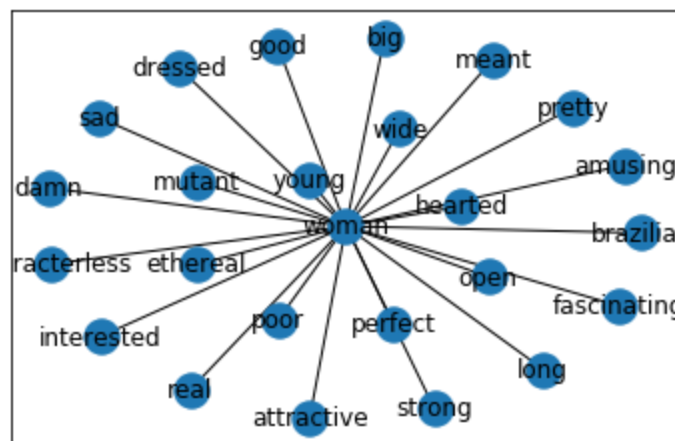 big
good
meant
dressed
pretty
sad
wide
amusing
mutant
young
damn
hearted
woman
brazilia
racterless
ethereal
open
fascinating
poor
perfect
interested
long
real
strong
attractive